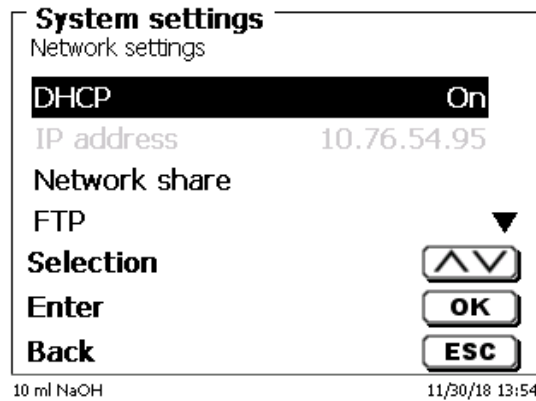 System settings
Network settings
DHCP On
IP address 10.76.54.95
Network share
FTP
Selection
Enter OK
Back ESC
10 ml NaOH 11/30/18 13:54